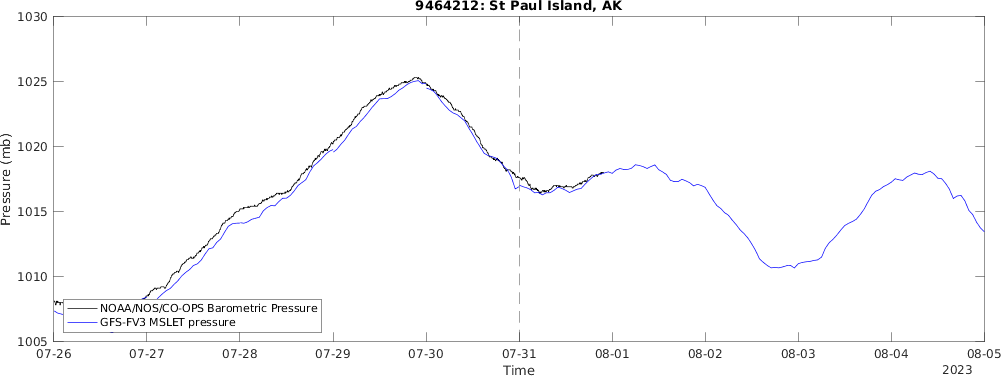 9464212: St Paul Island, AK
Pressure (mb)
1030
1025
1020
1015
1010
1005
NOAA/NOS/CO-OPS Barometric Pressure
GFS-FV3 MSLET pressure
07-26 07-27 07-28 07-29 07-30 07-31 08-01 08-02 08-03 08-04 08-05
Time
2023